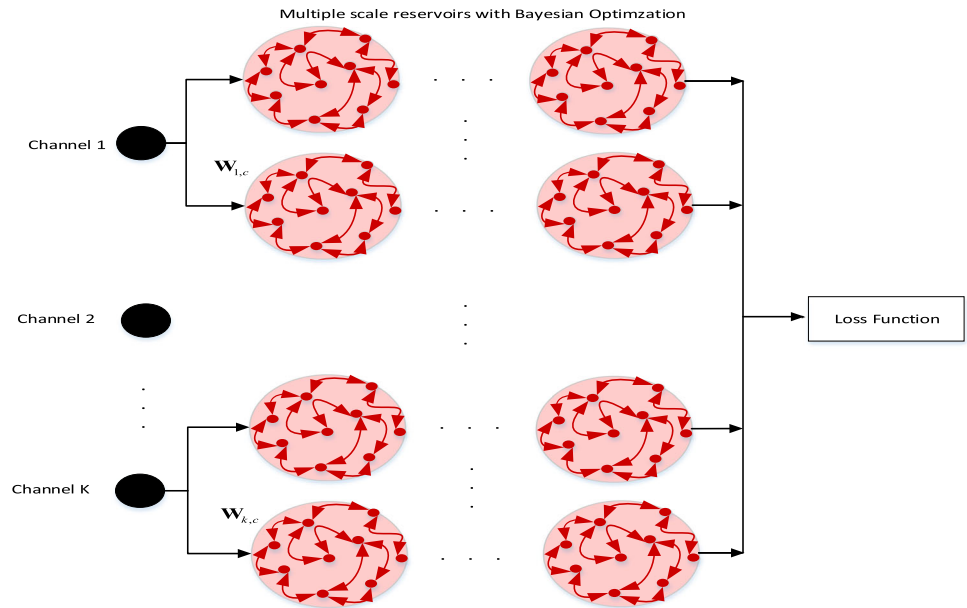 Multiple scale reservoirs with Bayesian Optimzation
Channel 1
W1,c
Channel 2
Loss Function
Channel K
Wk,c